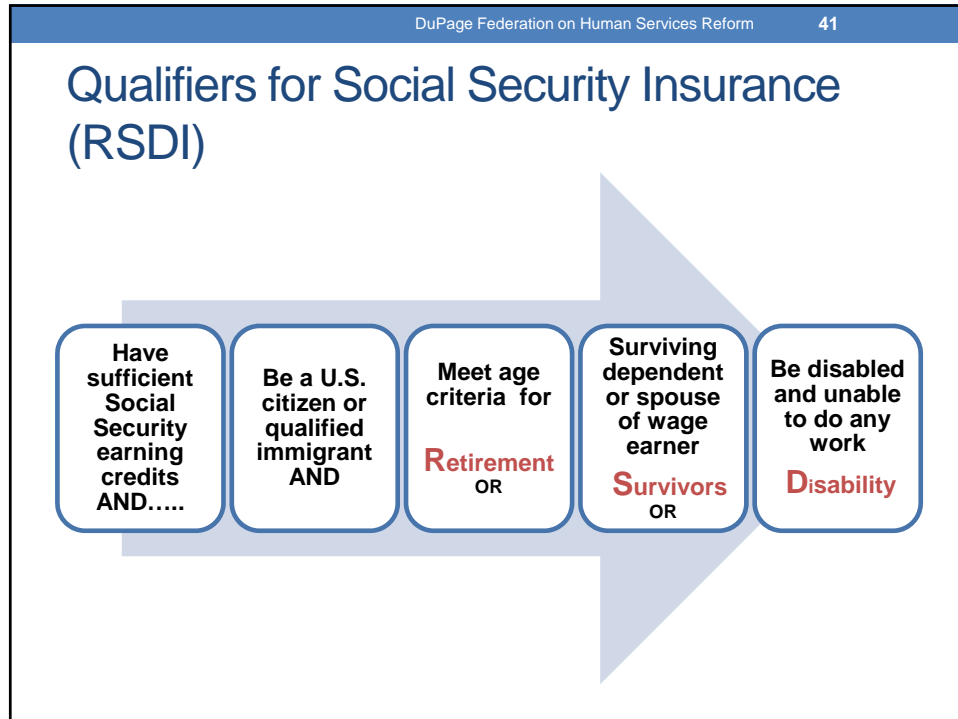 DuPage Federation on Human Services Reform 41
Qualifiers for Social Security Insurance
(RSDI)
Have
sufficient
Social
Security
earning
credits
AND.....
Be a U.S.
citizen or
qualified
immigrant
AND
Meet age
criteria for
Retirement
OR
Surviving
dependent
or spouse
of wage
earner
Survivors
OR
Be disabled
and unable
to do any
work
Disability